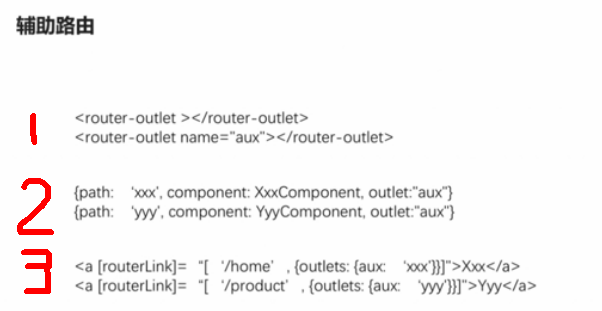 辅助路由
1
<router-outlet ></router-outlet>
<router-outlet name="aux"></router-outlet>
2
{path: 'xxx', component: XxxComponent, outlet:"aux"}
{path: 'yyy', component: YyyComponent, outlet:"aux"}
3
<a [routerLink]= "[ '/home' , {outlets: {aux: 'xxx'}}]">Xxx</a>
<a [routerLink]= "[ '/product' , {outlets: {aux: 'yyy'}}]">Yyy</a>